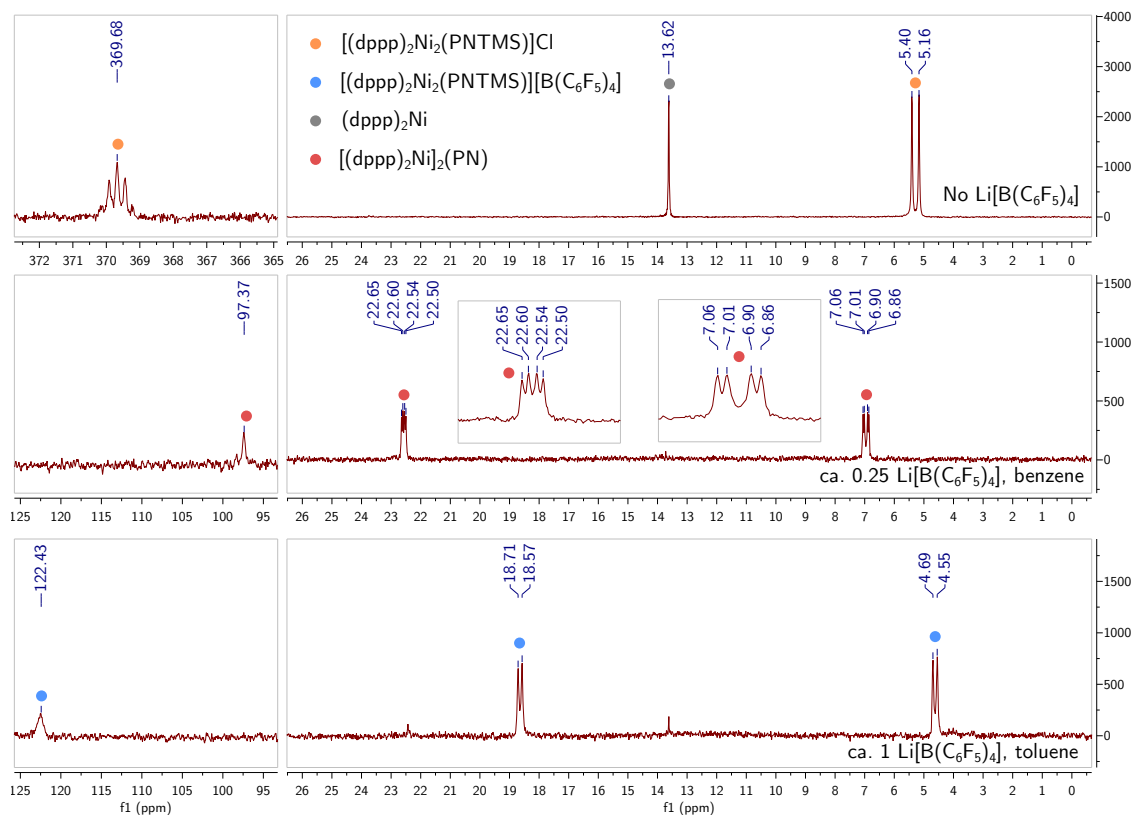 369.68
[(dppp)₂Ni₂(PNTMS)]Cl
[(dppp)₂Ni₂(PNTMS)][B(C₆F₅)₄]
(dppp)₂Ni
[(dppp)₂Ni]₂(PN)
13.62
5.40
5.16
4000
3000
2000
1000
0
No Li[B(C₆F₅)₄]
372 371 370 369 368 367 366 365
26 25 24 23 22 21 20 19 18 17 16 15 14 13 12 11 10 9 8 7 6 5 4 3 2 1 0
97.37
22.65
22.60
22.54
22.50
22.65
22.60
22.54
22.50
7.06
7.01
6.90
6.86
7.06
7.01
6.90
6.86
1500
1000
500
0
ca. 0.25 Li[B(C₆F₅)₄], benzene
125 120 115 110 105 100 95
26 25 24 23 22 21 20 19 18 17 16 15 14 13 12 11 10 9 8 7 6 5 4 3 2 1 0
122.43
18.71
18.57
4.69
4.55
1500
1000
500
0
ca. 1 Li[B(C₆F₅)₄], toluene
125 120 115 110 105 100 95
26 25 24 23 22 21 20 19 18 17 16 15 14 13 12 11 10 9 8 7 6 5 4 3 2 1 0
f1 (ppm)
f1 (ppm)